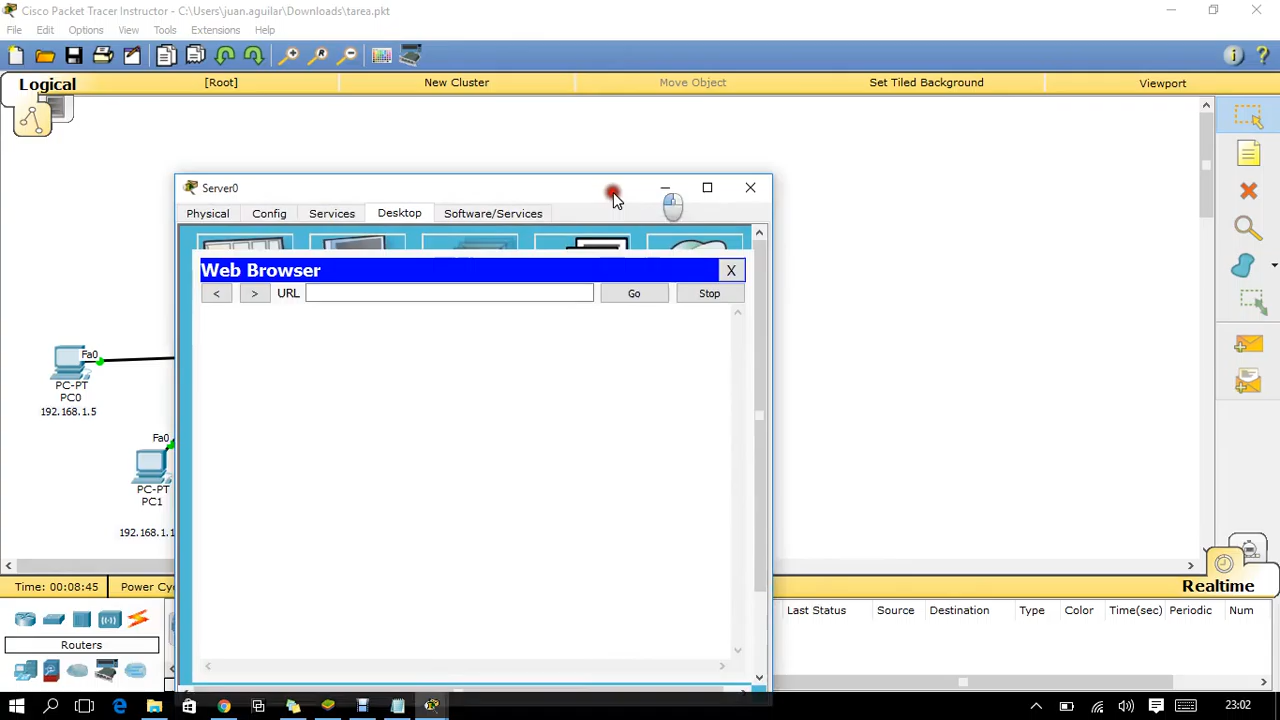 Cisco Packet Tracer Instructor - C:\Users\juan.aguilar\Downloads\tarea.pkt
File Edit Options View Tools Extensions Help
Logical [Root] New Cluster Move Object Set Tiled Background Viewport
Server0
Physical Config Services Desktop Software/Services
Web Browser X
< > URL Go Stop
Fa0
PC-PT
PC0
192.168.1.5
Fa0
PC-PT
PC1
192.168.1.1
Time: 00:08:45 Power Cyc Realtime
Last Status Source Destination Type Color Time(sec) Periodic Num
Routers
23:02